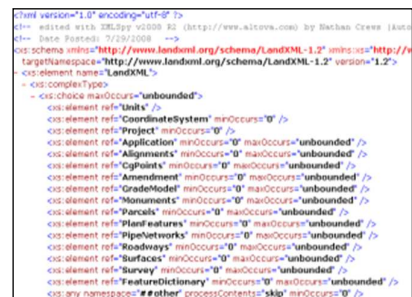 <?xml version="1.0" encoding="utf-8" ?>
<!-- edited with XMLSpy v2008 R2 (http://www.altova.com) by Nathan Crews (Auto
<!-- Date Posted: 7/29/2008 -->
<xs:schema xmlns="http://www.landxml.org/schema/LandXML-1.2" xmlns:xs="http://w
targetNamespace="http://www.landxml.org/schema/LandXML-1.2" version="1.2">
- <xs:element name="LandXML">
- <xs:complexType>
- <xs:choice maxOccurs="unbounded">
<xs:element ref="Units" />
<xs:element ref="CoordinateSystem" minOccurs="0" />
<xs:element ref="Project" minOccurs="0" />
<xs:element ref="Application" minOccurs="0" maxOccurs="unbounded" />
<xs:element ref="Alignments" minOccurs="0" maxOccurs="unbounded" />
<xs:element ref="CgPoints" minOccurs="0" maxOccurs="unbounded" />
<xs:element ref="Amendment" minOccurs="0" maxOccurs="unbounded" />
<xs:element ref="GradeModel" minOccurs="0" maxOccurs="unbounded" />
<xs:element ref="Monuments" minOccurs="0" maxOccurs="unbounded" />
<xs:element ref="Parcels" minOccurs="0" maxOccurs="unbounded" />
<xs:element ref="PlanFeatures" minOccurs="0" maxOccurs="unbounded" />
<xs:element ref="PipeNetworks" minOccurs="0" maxOccurs="unbounded" />
<xs:element ref="Roadways" minOccurs="0" maxOccurs="unbounded" />
<xs:element ref="Surfaces" minOccurs="0" maxOccurs="unbounded" />
<xs:element ref="Survey" minOccurs="0" maxOccurs="unbounded" />
<xs:element ref="FeatureDictionary" minOccurs="0" maxOccurs="unbounded" />
<xs:any namespace="##other" processContents="skip" minOccurs="0" />